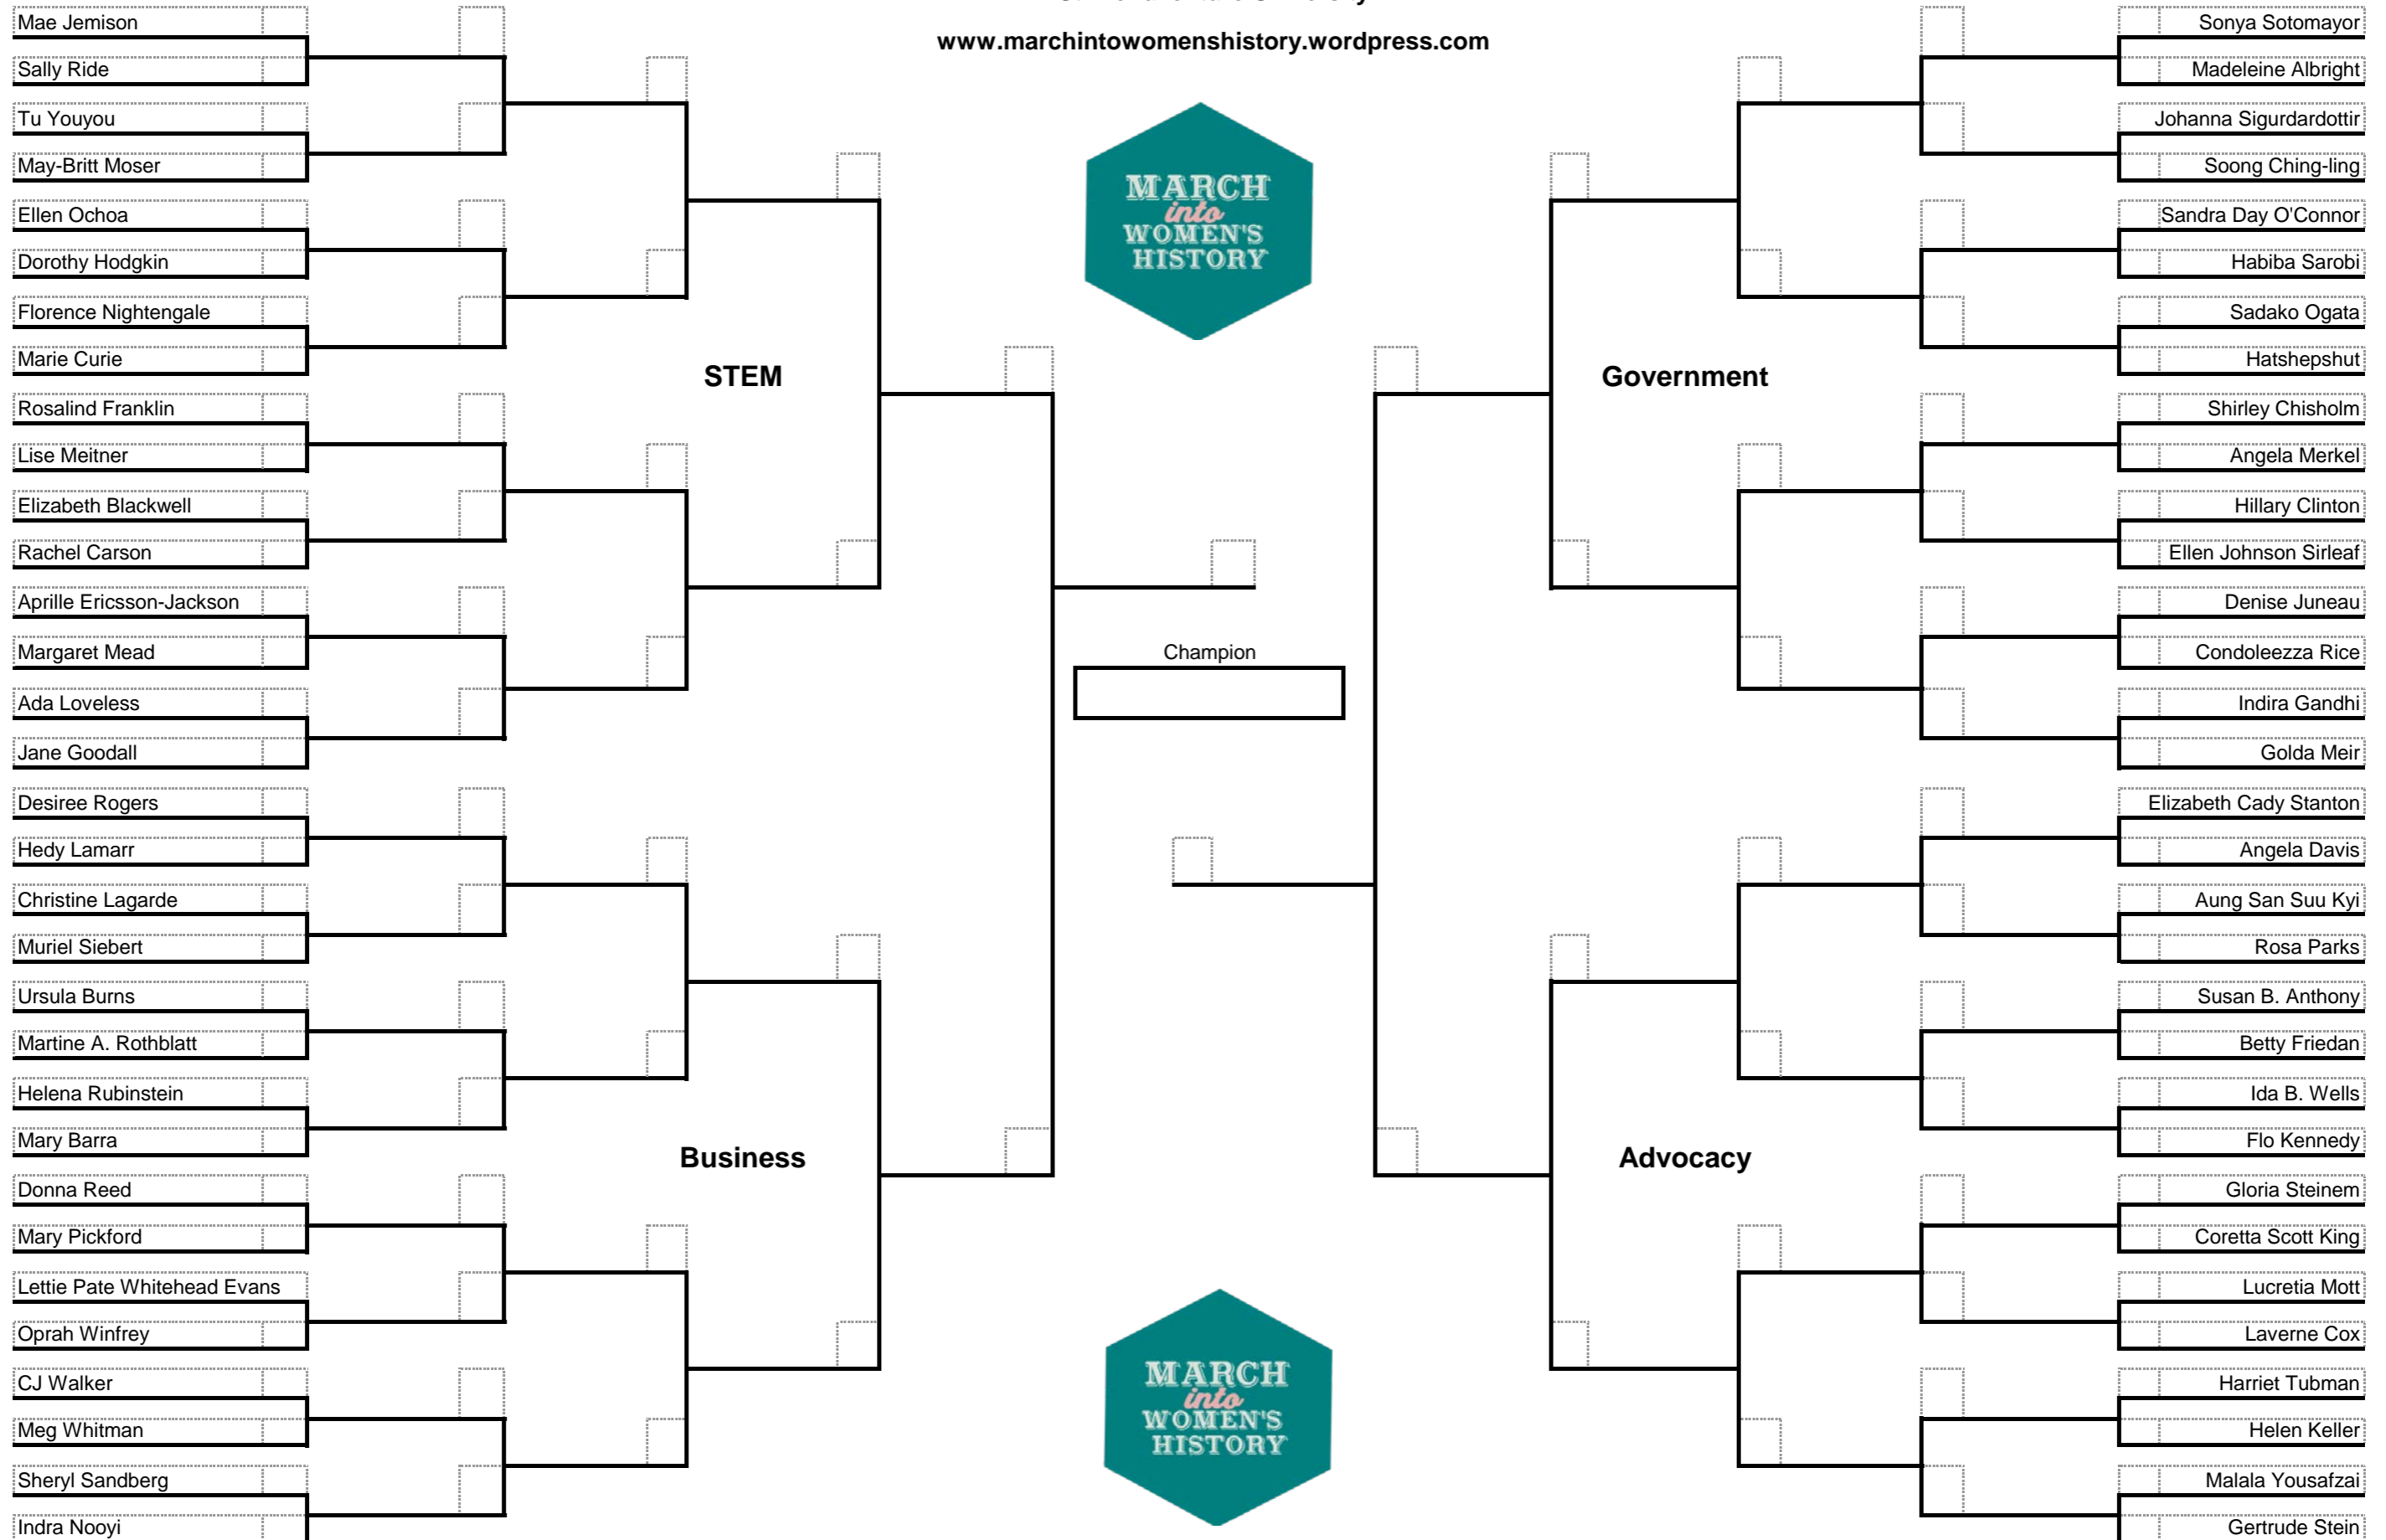 www.marchintowomenshistory.wordpress.com
Mae Jemison
Sally Ride
Tu Youyou
May-Britt Moser
Ellen Ochoa
Dorothy Hodgkin
Florence Nightengale
Marie Curie
STEM
Rosalind Franklin
Lise Meitner
Elizabeth Blackwell
Rachel Carson
Aprille Ericsson-Jackson
Margaret Mead
Ada Loveless
Jane Goodall
Desiree Rogers
Hedy Lamarr
Christine Lagarde
Muriel Siebert
Ursula Burns
Martine A. Rothblatt
Helena Rubinstein
Mary Barra
Business
Donna Reed
Mary Pickford
Lettie Pate Whitehead Evans
Oprah Winfrey
CJ Walker
Meg Whitman
Sheryl Sandberg
Indra Nooyi
MARCH
into
WOMEN'S
HISTORY
Champion
MARCH
into
WOMEN'S
HISTORY
Sonya Sotomayor
Madeleine Albright
Johanna Sigurdardottir
Soong Ching-ling
Sandra Day O'Connor
Habiba Sarobi
Sadako Ogata
Hatshepshut
Government
Shirley Chisholm
Angela Merkel
Hillary Clinton
Ellen Johnson Sirleaf
Denise Juneau
Condoleezza Rice
Indira Gandhi
Golda Meir
Elizabeth Cady Stanton
Angela Davis
Aung San Suu Kyi
Rosa Parks
Susan B. Anthony
Betty Friedan
Ida B. Wells
Flo Kennedy
Advocacy
Gloria Steinem
Coretta Scott King
Lucretia Mott
Laverne Cox
Harriet Tubman
Helen Keller
Malala Yousafzai
Gertrude Stein